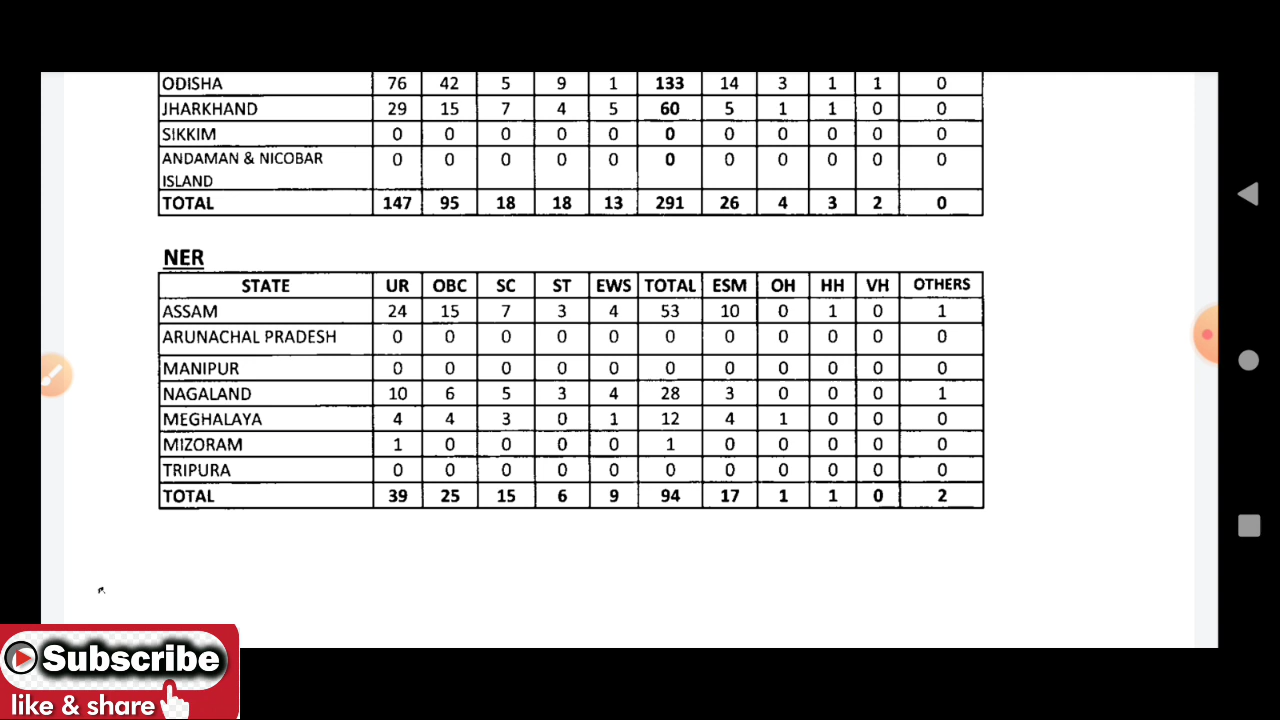 ODISHA 76 42 5 9 1 133 14 3 1 1 0
JHARKHAND 29 15 7 4 5 60 5 1 1 0 0
SIKKIM 0 0 0 0 0 0 0 0 0 0 0
ANDAMAN & NICOBAR 0 0 0 0 0 0 0 0 0 0 0
ISLAND
TOTAL 147 95 18 18 13 291 26 4 3 2 0
NER
STATE UR OBC SC ST EWS TOTAL ESM OH HH VH OTHERS
ASSAM 24 15 7 3 4 53 10 0 1 0 1
ARUNACHAL PRADESH 0 0 0 0 0 0 0 0 0 0 0
MANIPUR 0 0 0 0 0 0 0 0 0 0 0
NAGALAND 10 6 5 3 4 28 3 0 0 0 1
MEGHALAYA 4 4 3 0 1 12 4 1 0 0 0
MIZORAM 1 0 0 0 0 1 0 0 0 0 0
TRIPURA 0 0 0 0 0 0 0 0 0 0 0
TOTAL 39 25 15 6 9 94 17 1 1 0 2
Subscribe
like & share